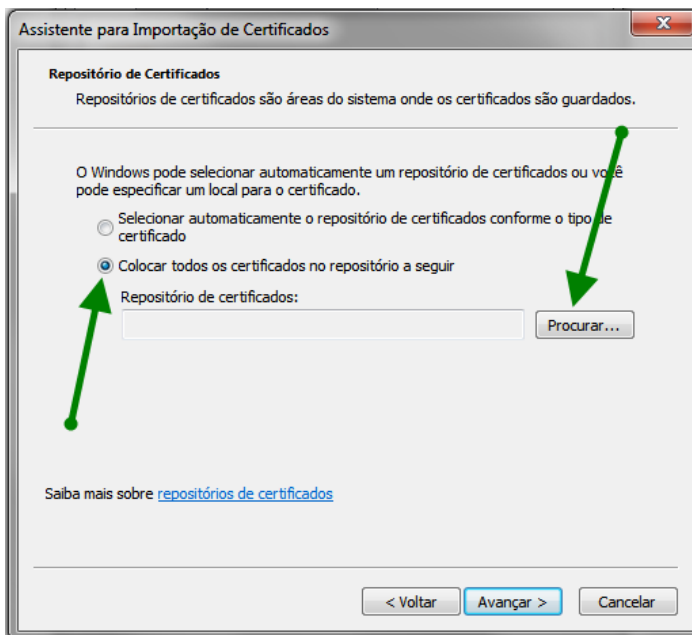 Assistente para Importação de Certificados
Repositório de Certificados
Repositórios de certificados são áreas do sistema onde os certificados são guardados.
O Windows pode selecionar automaticamente um repositório de certificados ou você
pode especificar um local para o certificado.
Selecionar automaticamente o repositório de certificados conforme o tipo de
certificado
Colocar todos os certificados no repositório a seguir
Repositório de certificados:
Procurar...
Saiba mais sobre repositórios de certificados
< Voltar Avançar > Cancelar